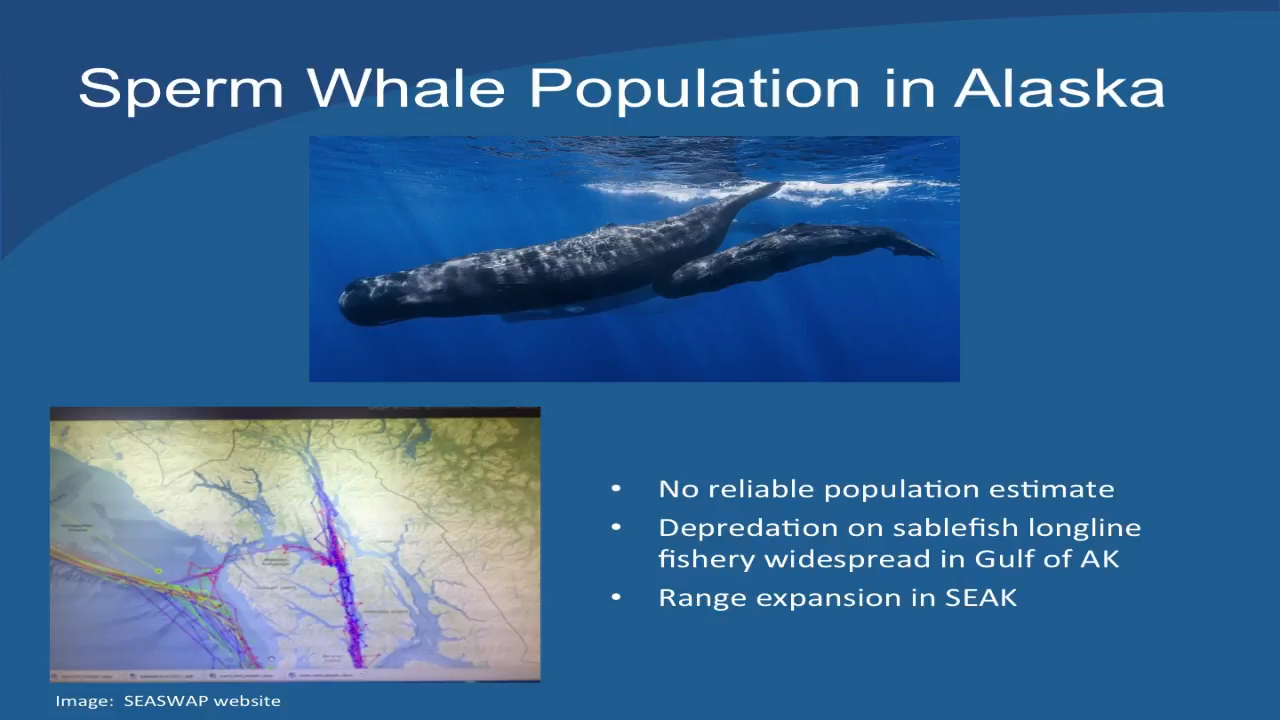 Sperm Whale Population in Alaska
• No reliable population estimate
• Depredation on sablefish longline
fishery widespread in Gulf of AK
• Range expansion in SEAK
Image: SEASWAP website